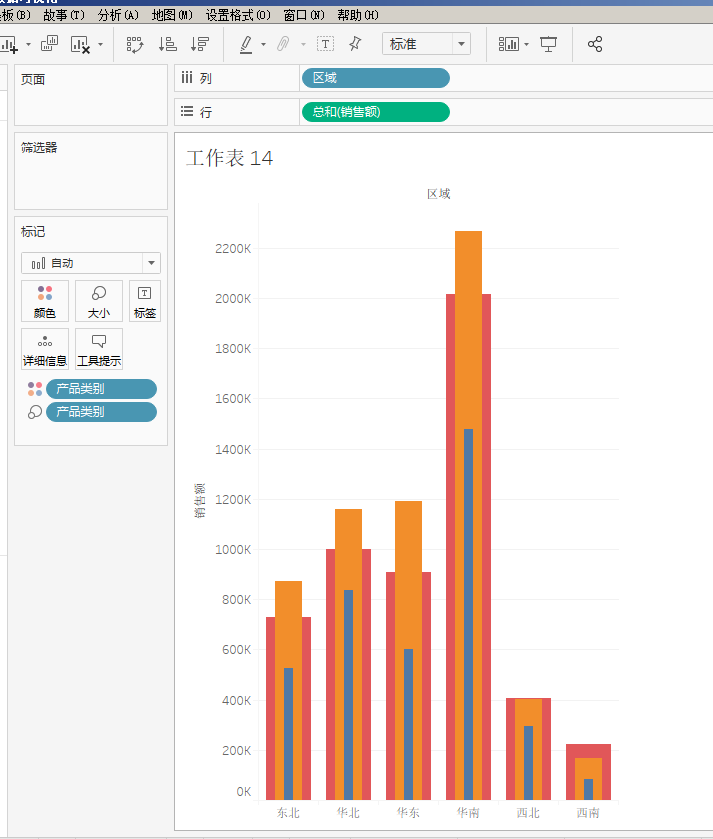 板(B) 故事(T) 分析(A) 地图(M) 设置格式(O) 窗口(N) 帮助(H)
标准
页面
列
区域
行
总和(销售额)
筛选器
工作表 14
标记
自动
颜色
大小
标签
详细信息
工具提示
产品类别
产品类别
区域
销售额
2200K
2000K
1800K
1600K
1400K
1200K
1000K
800K
600K
400K
200K
0K
东北
华北
华东
华南
西北
西南